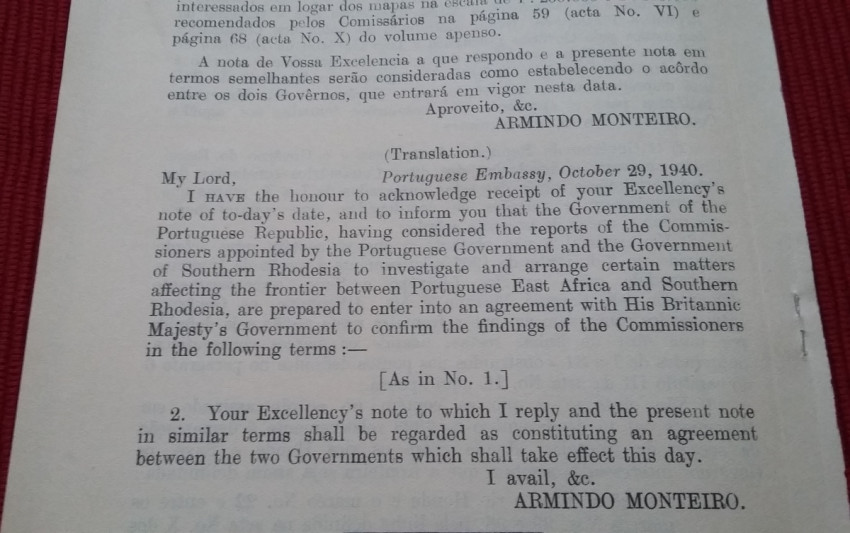 interessados em logar dos mapas na escala de
recomendados pelos Comissários na página 59 (acta No. VI) e
página 68 (acta No. X) do volume apenso.
A nota de Vossa Excelencia a que respondo e a presente nota em
termos semelhantes serão consideradas como estabelecendo o acôrdo
entre os dois Govêrnos, que entrará em vigor nesta data.
Aproveito, &c.
ARMINDO MONTEIRO.
(Translation.)
My Lord, Portuguese Embassy, October 29, 1940.
I HAVE the honour to acknowledge receipt of your Excellency's
note of to-day's date, and to inform you that the Government of the
Portuguese Republic, having considered the reports of the Commis-
sioners appointed by the Portuguese Government and the Government
of Southern Rhodesia to investigate and arrange certain matters
affecting the frontier between Portuguese East Africa and Southern
Rhodesia, are prepared to enter into an agreement with His Britannic
Majesty's Government to confirm the findings of the Commissioners
in the following terms :—
[As in No. 1.]
2. Your Excellency's note to which I reply and the present note
in similar terms shall be regarded as constituting an agreement
between the two Governments which shall take effect this day.
I avail, &c.
ARMINDO MONTEIRO.